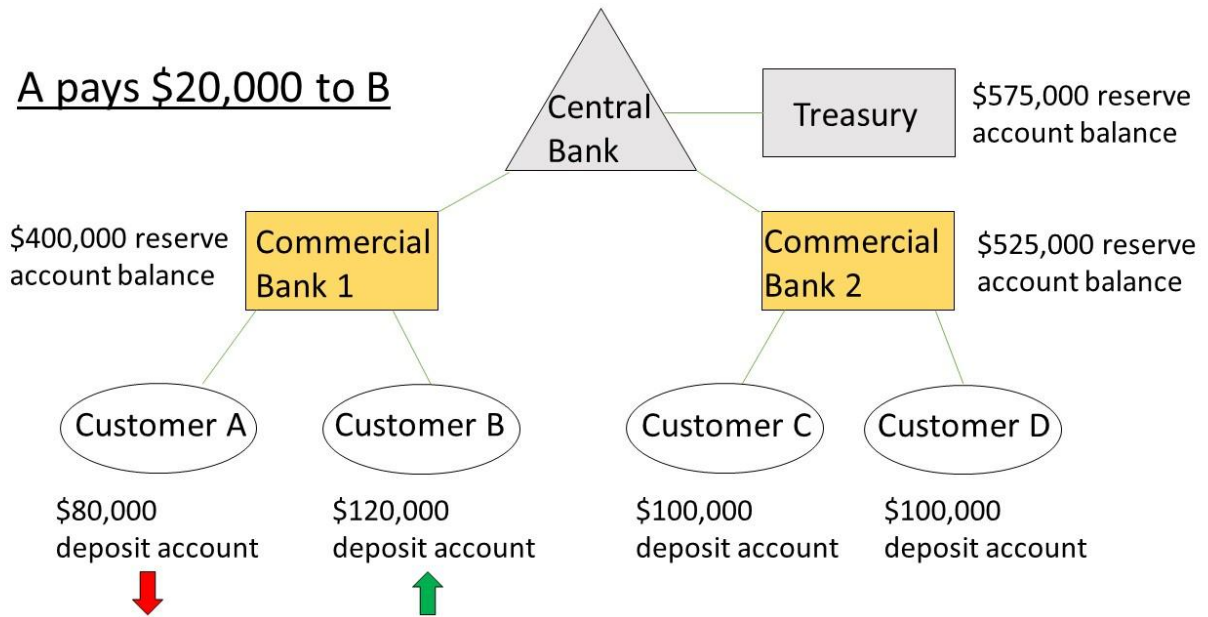 A pays $20,000 to B
Central
Bank
Treasury
$575,000 reserve
account balance
$400,000 reserve
account balance
Commercial
Bank 1
Commercial
Bank 2
$525,000 reserve
account balance
Customer A
Customer B
Customer C
Customer D
$80,000
deposit account
$120,000
deposit account
$100,000
deposit account
$100,000
deposit account